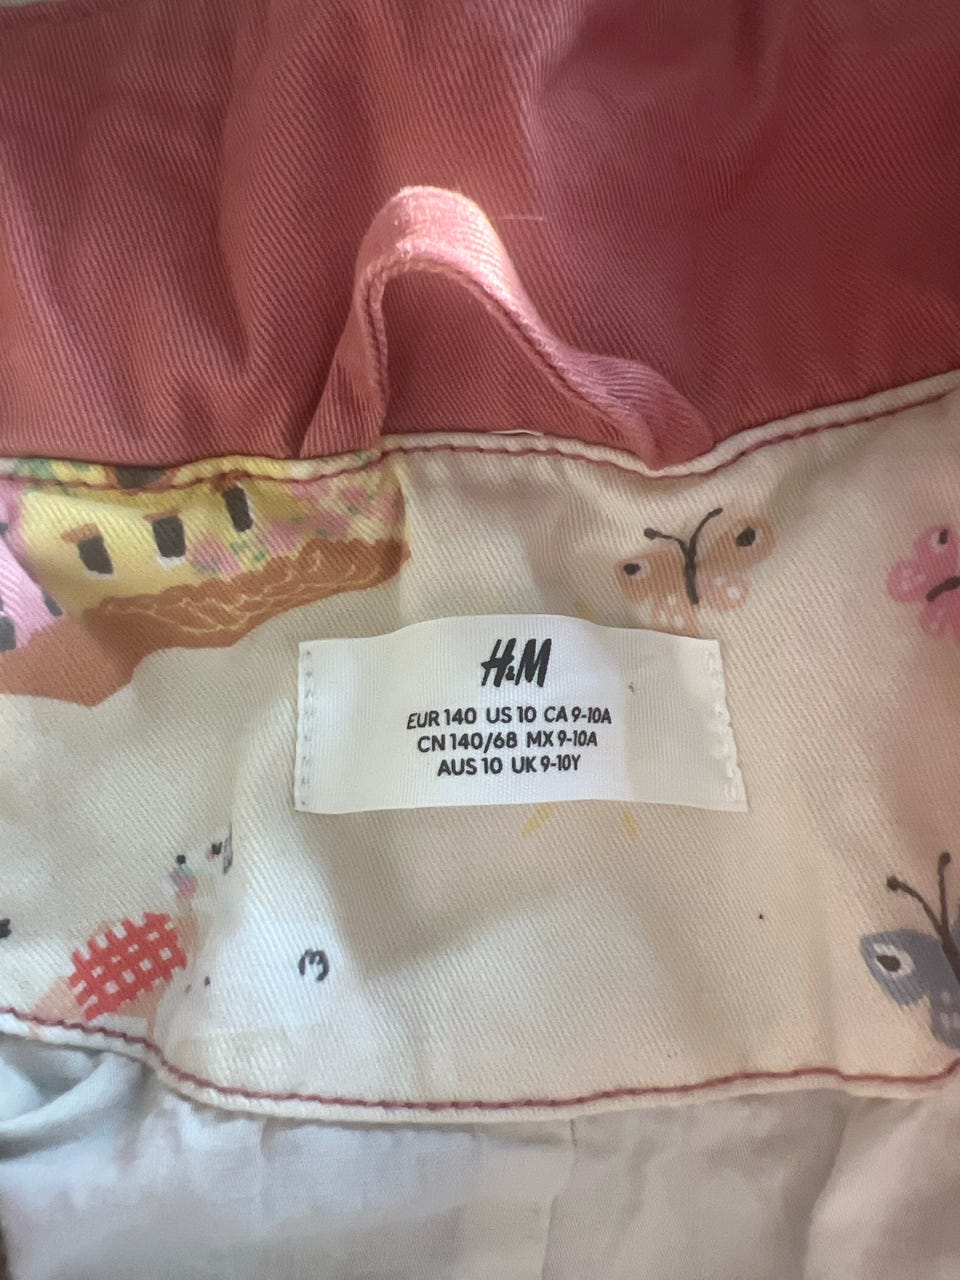 H&M
EUR 140 US 10 CA 9-10A
CN 140/68 MX 9-10A
AUS 10 UK 9-10Y